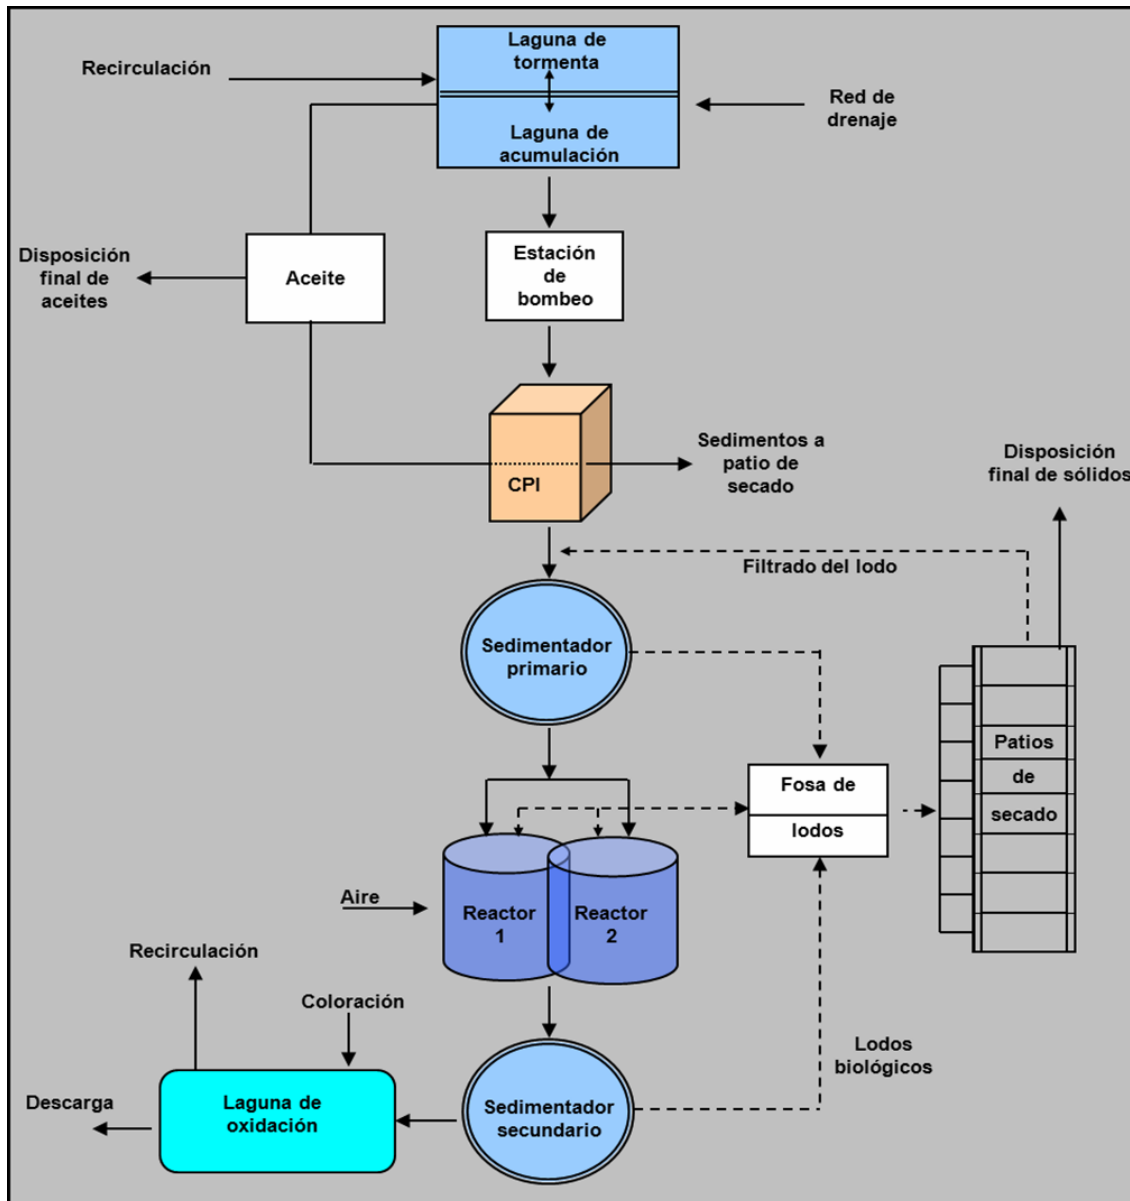 Laguna de
tormenta
Recirculación
Red de
drenaje
Laguna de
acumulación
Disposición
final de
aceites
Aceite
Estación
de
bombeo
Sedimentos a
patio de
secado
CPI
Disposición
final de sólidos
Filtrado del lodo
Sedimentador
primario
Patios
de
secado
Fosa de
lodos
Aire
Reactor
1
Reactor
2
Recirculación
Coloración
Lodos
biológicos
Descarga
Laguna de
oxidación
Sedimentador
secundario